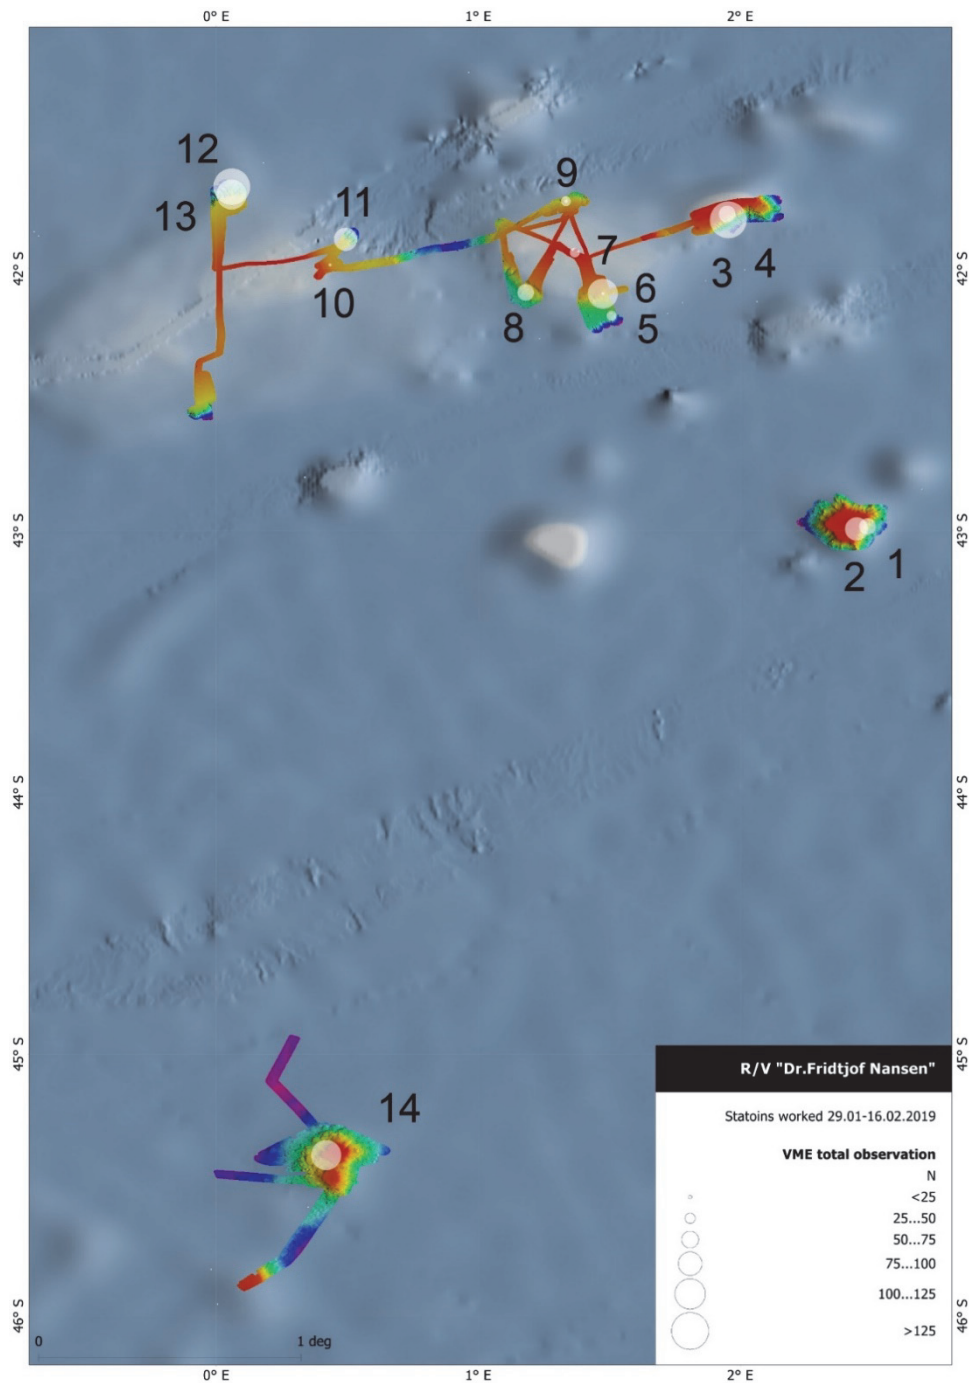 0° E 1° E 2° E
12
9
13
11
42° S 42° S
7
3 4
10
6
8
5
43° S 43° S
1
2
44° S 44° S
45° S 45° S
14
R/V "Dr.Fridtjof Nansen"
Statoins worked 29.01-16.02.2019
VME total observation
N
<25
25...50
50...75
75...100
100...125
>125
46° S 46° S
0 1 deg
0° E 1° E 2° E